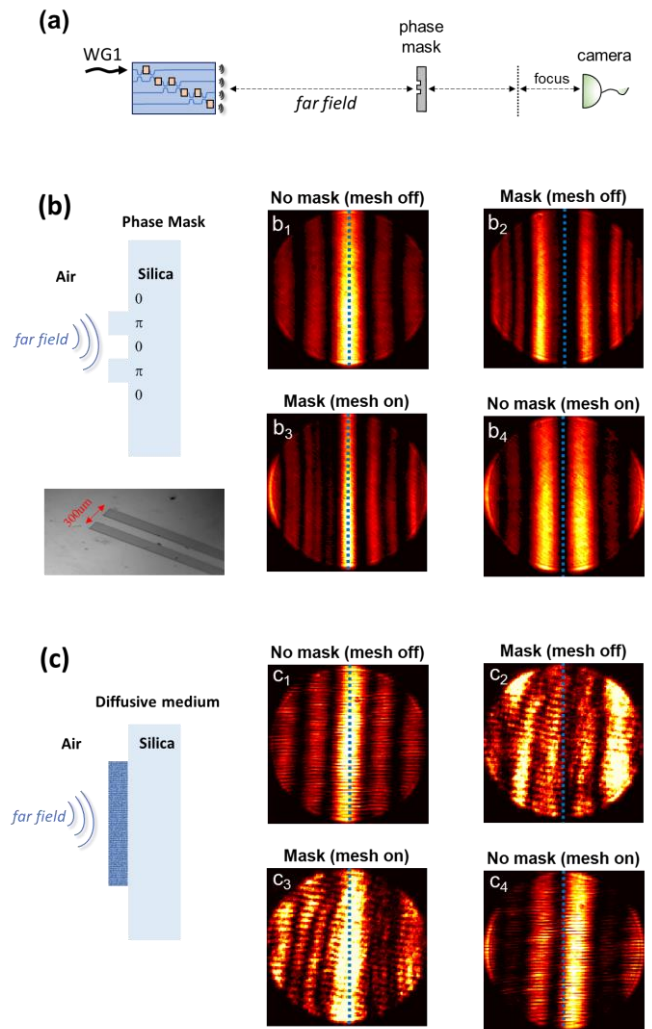 (a)
WG1
phase
mask
camera
far field
focus
(b)
Phase Mask
Air
Silica
far field
0
π
0
π
0
300um
No mask (mesh off)
b1
Mask (mesh off)
b2
Mask (mesh on)
b3
No mask (mesh on)
b4
(c)
Diffusive medium
Air
Silica
far field
No mask (mesh off)
c1
Mask (mesh off)
c2
Mask (mesh on)
c3
No mask (mesh on)
c4